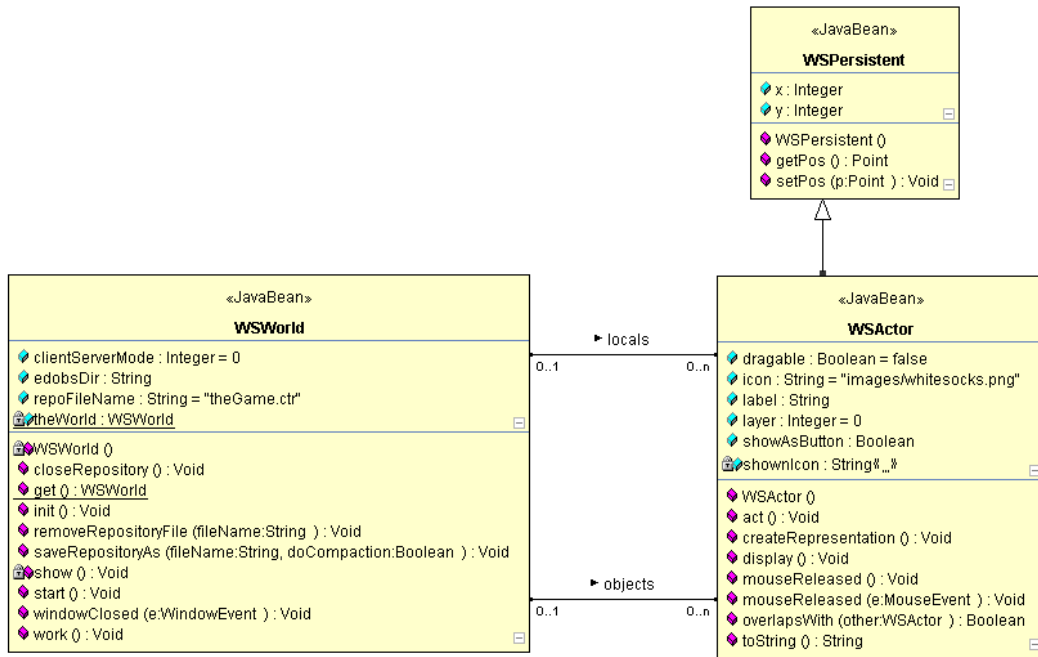 «JavaBean»
WSPersistent
x : Integer
y : Integer
WSPersistent ()
getPos () : Point
setPos (p:Point ) : Void
«JavaBean»
WSWorld
clientServerMode : Integer = 0
edobsDir : String
repoFileName : String = "theGame.ctr"
theWorld : WSWorld
WSWorld ()
closeRepository () : Void
get () : WSWorld
init () : Void
removeRepositoryFile (fileName:String ) : Void
saveRepositoryAs (fileName:String, doCompaction:Boolean ) : Void
show () : Void
start () : Void
windowClosed (e:WindowEvent ) : Void
work () : Void
► locals
0..1
0..n
► objects
0..1
0..n
«JavaBean»
WSActor
dragable : Boolean = false
icon : String = "images/whitesocks.png"
label : String
layer : Integer = 0
showAsButton : Boolean
shownIcon : String«_»
WSActor ()
act () : Void
createRepresentation () : Void
display () : Void
mouseReleased () : Void
mouseReleased (e:MouseEvent ) : Void
overlapsWith (other:WSActor ) : Boolean
toString () : String